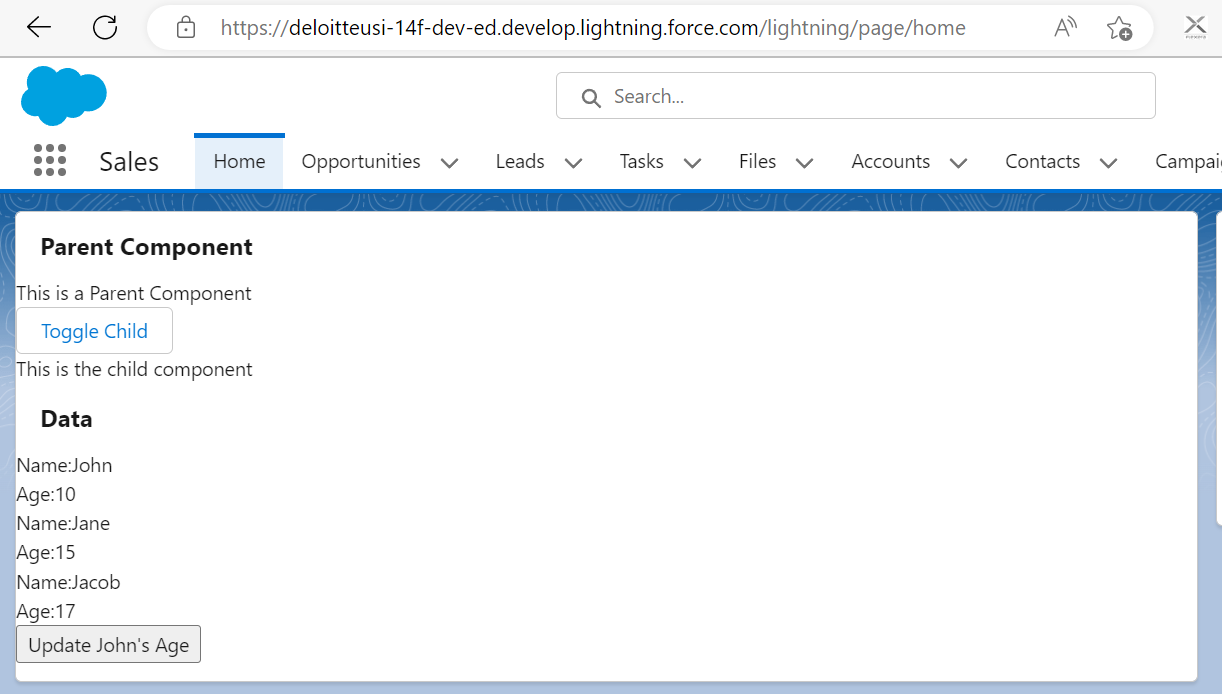 https://deloitteusi-14f-dev-ed.develop.lightning.force.com/lightning/page/home
Search...
Sales Home Opportunities Leads Tasks Files Accounts Contacts Campai
Parent Component
This is a Parent Component
Toggle Child
This is the child component
Data
Name:John
Age:10
Name:Jane
Age:15
Name:Jacob
Age:17
Update John's Age